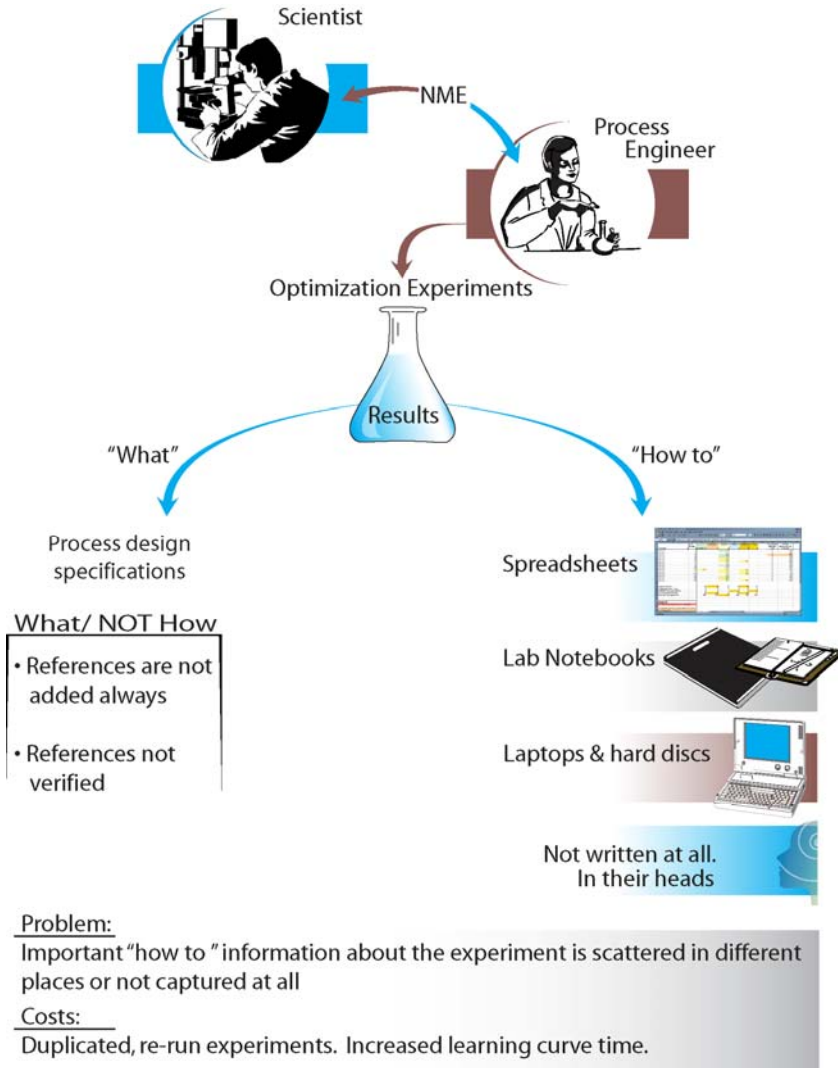 Scientist
NME
Process
Engineer
Optimization Experiments
Results
“What”
“How to”
Process design
specifications
What/ NOT How
• References are not
added always
• References not
verified
Spreadsheets
Lab Notebooks
Laptops & hard discs
Not written at all.
In their heads
Problem:
Important “how to ” information about the experiment is scattered in different
places or not captured at all
Costs:
Duplicated, re-run experiments. Increased learning curve time.